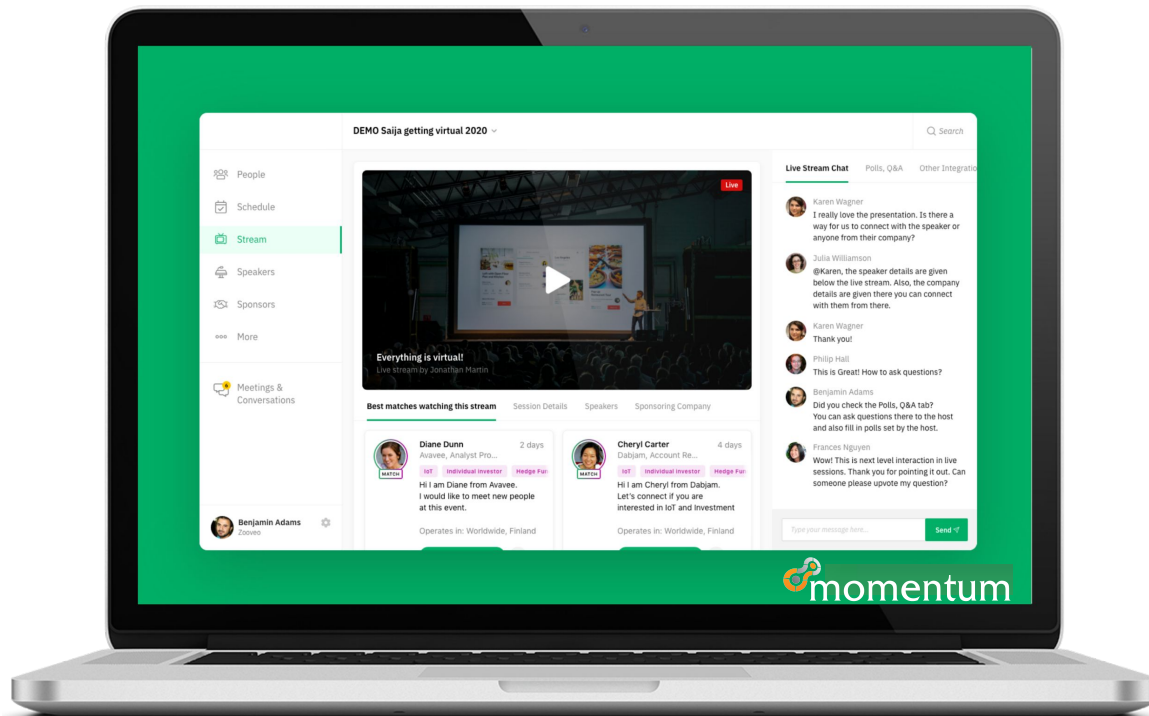 DEMO Saija getting virtual 2020
Search
People
Schedule
Stream
Speakers
Sponsors
More
Meetings &
Conversations
Benjamin Adams
Zooveo
Live
Everything is virtual!
Live stream by Jonathan Martin
Best matches watching this stream
Session Details
Speakers
Sponsoring Company
MATCH
Diane Dunn
2 days
Avavee, Analyst Pro...
IoT
Individual investor
Hedge Fun
Hi I am Diane from Avavee.
I would like to meet new people
at this event.
Operates in: Worldwide, Finland
MATCH
Cheryl Carter
4 days
Dabjam, Account Re...
IoT
Individual investor
Hedge Fun
Hi I am Cheryl from Dabjam.
Let's connect if you are
interested in IoT and Investment
Operates in: Worldwide, Finland
Live Stream Chat
Polls, Q&A
Other Integratio
Karen Wagner
I really love the presentation. Is there a
way for us to connect with the speaker or
anyone from their company?
Julia Williamson
@Karen, the speaker details are given
below the live stream. Also, the company
details are given there you can connect
with them from there.
Karen Wagner
Thank you!
Philip Hall
This is Great! How to ask questions?
Benjamin Adams
Did you check the Polls, Q&A tab?
You can ask questions there to the host
and also fill in polls set by the host.
Frances Nguyen
Wow! This is next level interaction in live
sessions. Thank you for pointing it out. Can
someone please upvote my question?
Type your message here...
Send
momentum